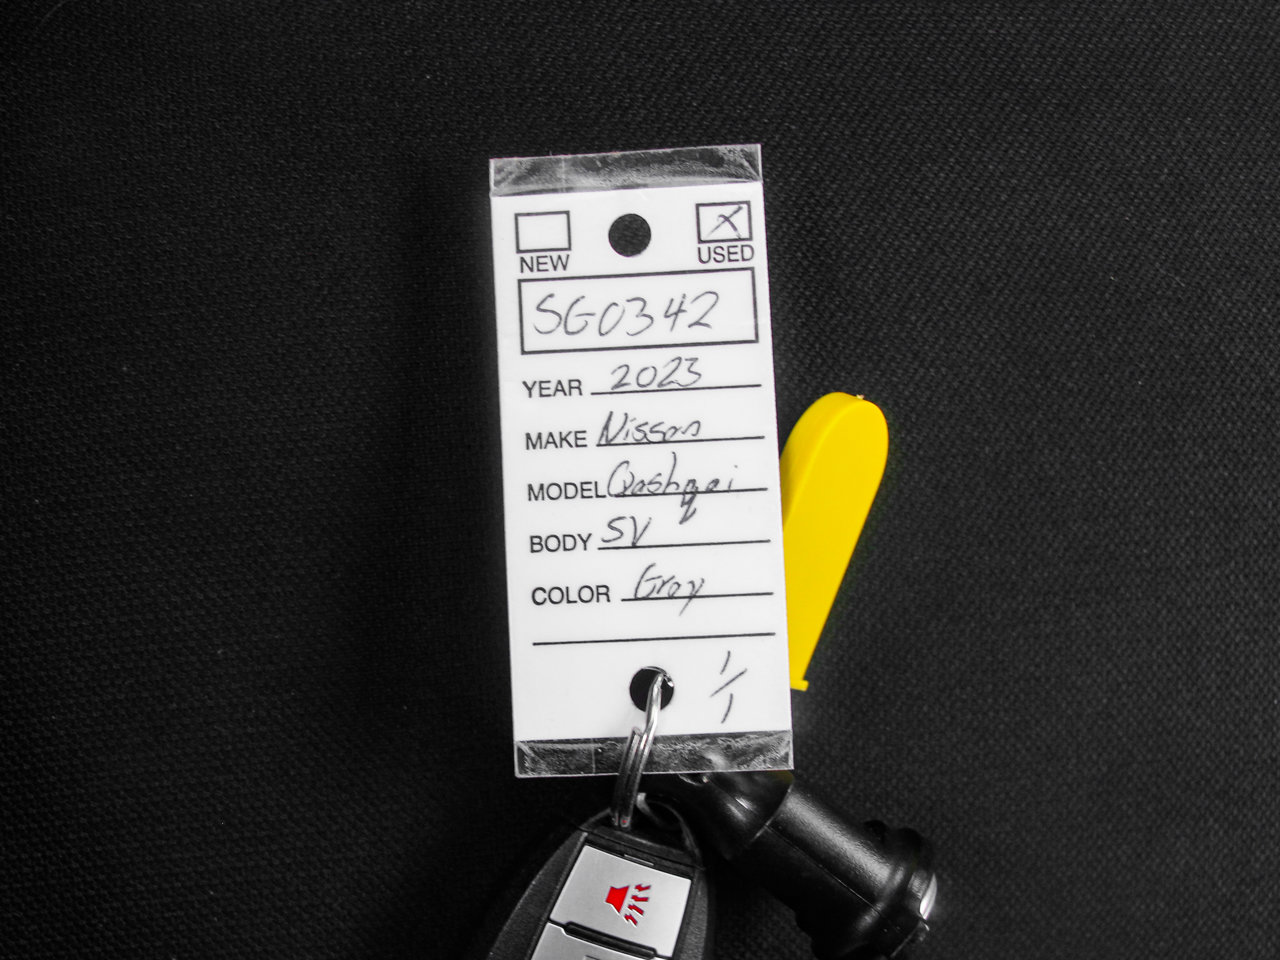 NEW USED
SG0342
YEAR 2023
MAKE Nissan
MODEL Qashqai
BODY SV
COLOR Gray
1/1